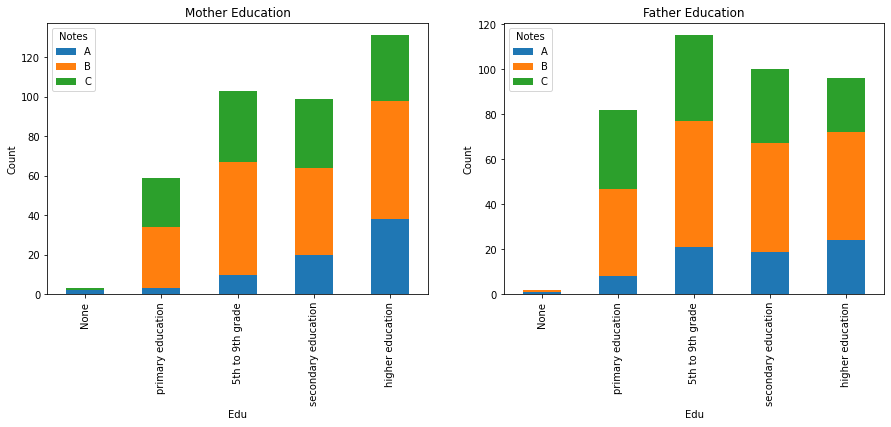 Mother Education
Notes
A
B
C
Count
120
100
80
60
40
20
0
None
primary education
5th to 9th grade
secondary education
higher education
Edu
Father Education
Notes
A
B
C
Count
120
100
80
60
40
20
0
None
primary education
5th to 9th grade
secondary education
higher education
Edu